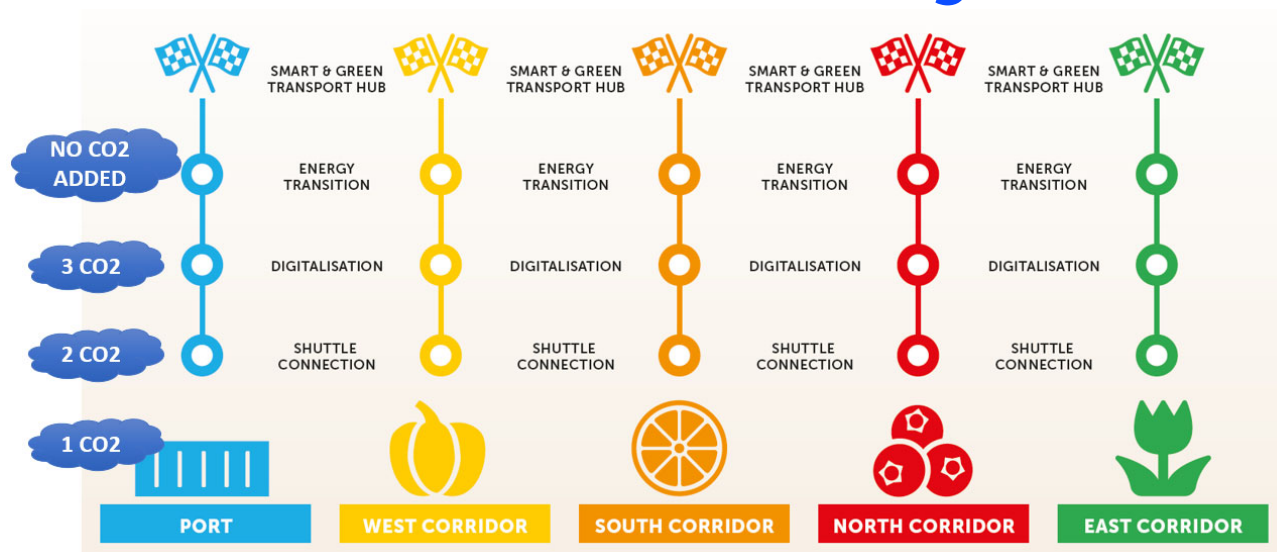 SMART & GREEN
TRANSPORT HUB
SMART & GREEN
TRANSPORT HUB
SMART & GREEN
TRANSPORT HUB
SMART & GREEN
TRANSPORT HUB
NO CO2
ADDED
ENERGY
TRANSITION
ENERGY
TRANSITION
ENERGY
TRANSITION
ENERGY
TRANSITION
3 CO2
DIGITALISATION
DIGITALISATION
DIGITALISATION
DIGITALISATION
2 CO2
SHUTTLE
CONNECTION
SHUTTLE
CONNECTION
SHUTTLE
CONNECTION
SHUTTLE
CONNECTION
1 CO2
PORT
WEST CORRIDOR
SOUTH CORRIDOR
NORTH CORRIDOR
EAST CORRIDOR